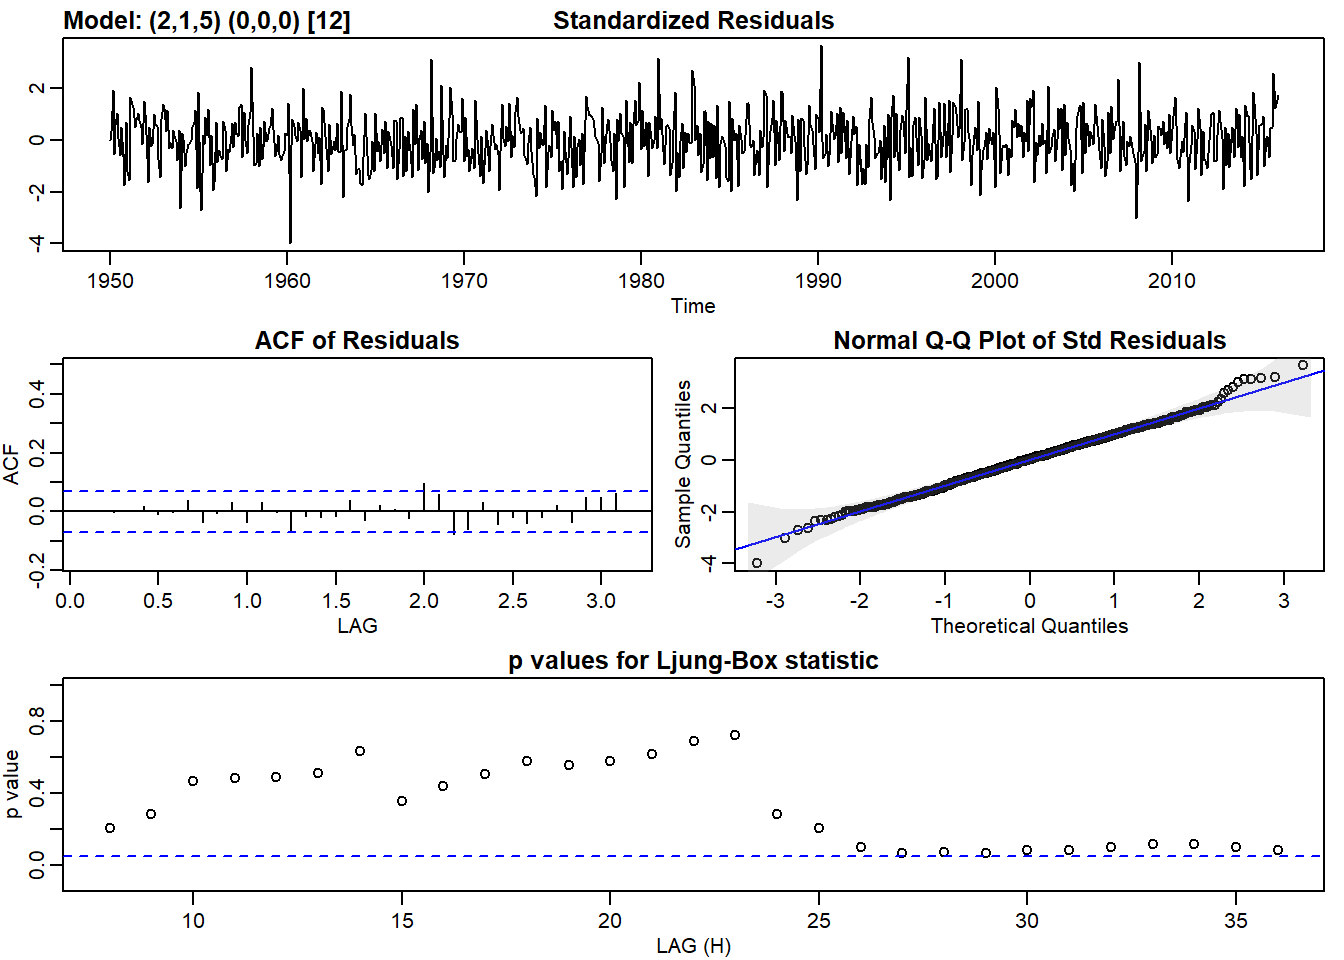 Model: (2,1,5) (0,0,0) [12] Standardized Residuals
2
0
-2
-4
1950 1960 1970 1980 1990 2000 2010
Time
ACF of Residuals
ACF
0.4
0.2
0.0
-0.2
0.0 0.5 1.0 1.5 2.0 2.5 3.0
LAG
Normal Q-Q Plot of Std Residuals
Sample Quantiles
2
0
-2
-4
-3 -2 -1 0 1 2 3
Theoretical Quantiles
p values for Ljung-Box statistic
p value
0.8
0.4
0.0
10 15 20 25 30 35
LAG (H)